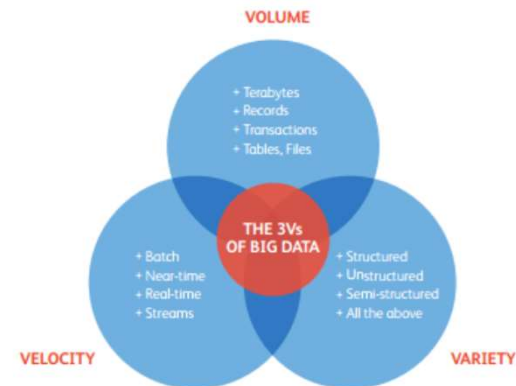 VOLUME
+ Terabytes
+ Records
+ Transactions
+ Tables, Files
THE 3Vs
OF BIG DATA
+ Batch
+ Near-time
+ Real-time
+ Streams
+ Structured
+ Unstructured
+ Semi-structured
+ All the above
VELOCITY
VARIETY